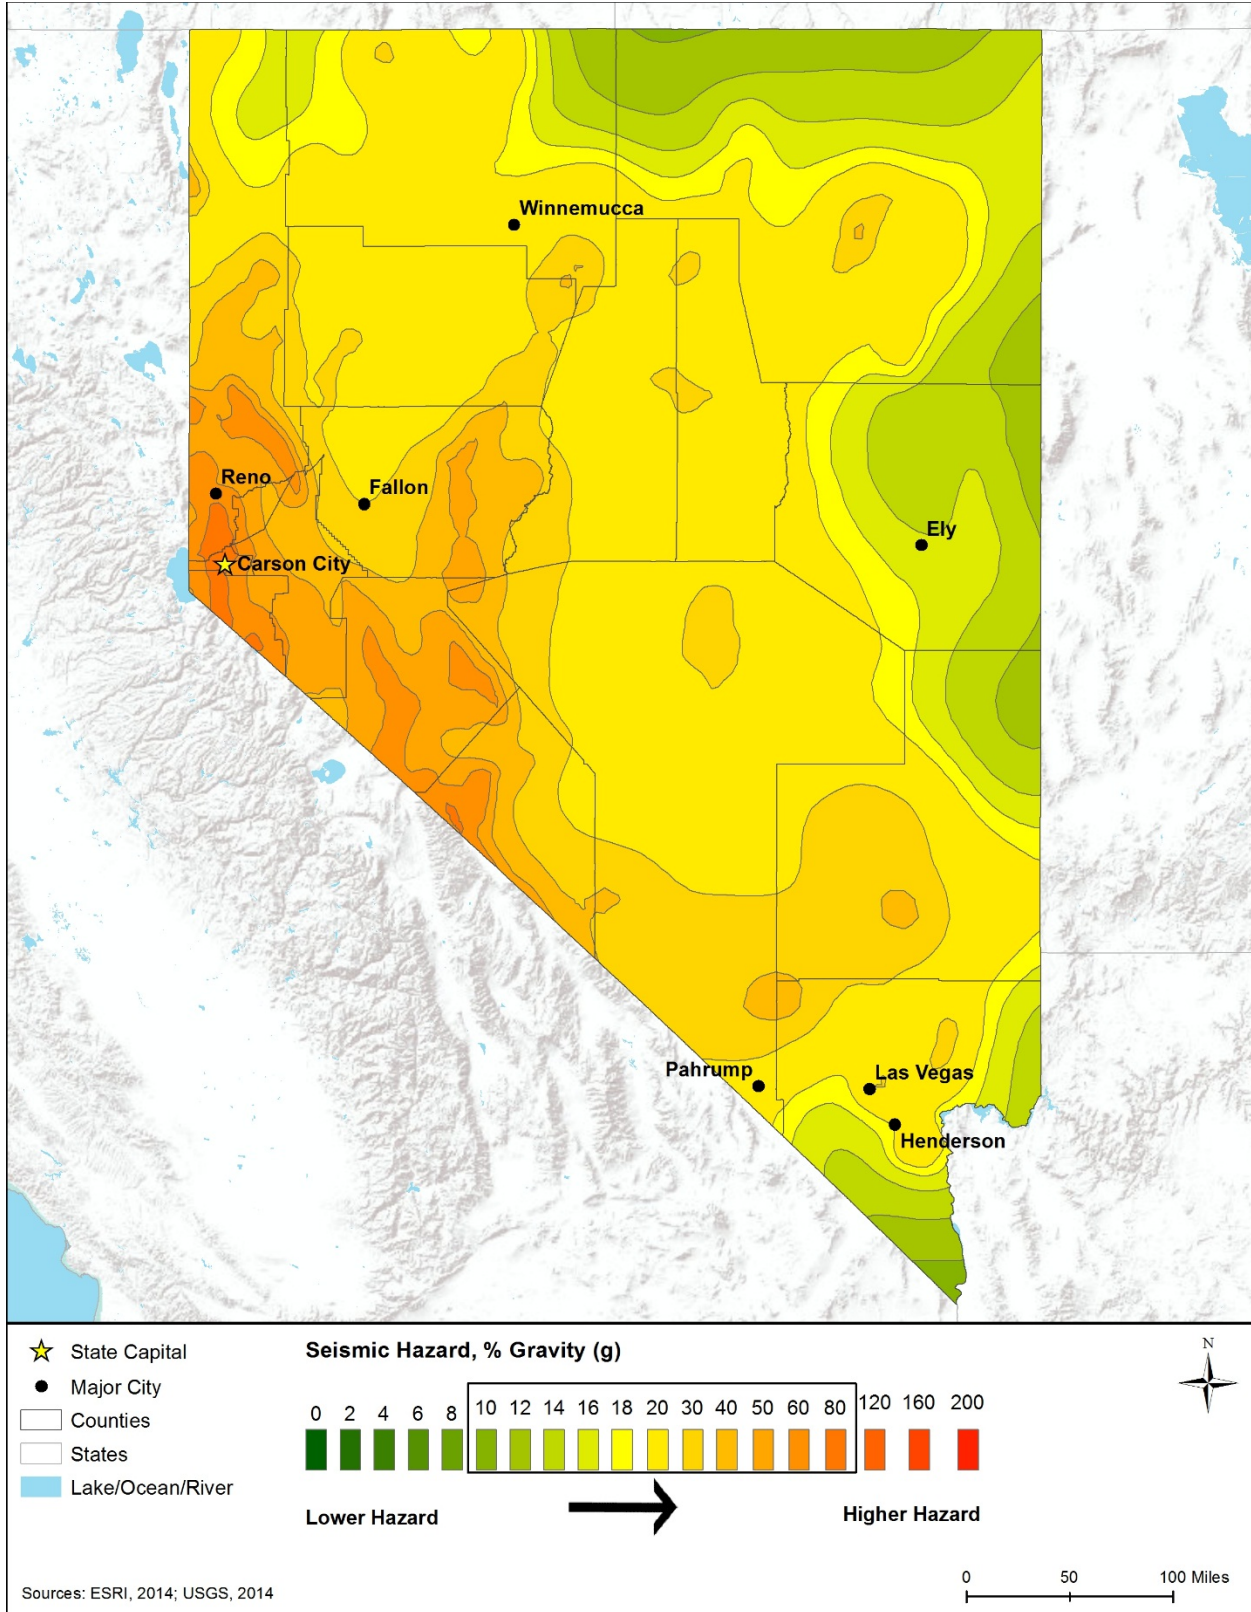 Winnemucca
Reno
Fallon
Ely
Carson City
Pahrump
Las Vegas
Henderson
State Capital
Major City
Counties
States
Lake/Ocean/River
Seismic Hazard, % Gravity (g)
0 2 4 6 8 10 12 14 16 18 20 30 40 50 60 80 120 160 200
Lower Hazard
Higher Hazard
N
Sources: ESRI, 2014; USGS, 2014
0 50 100 Miles